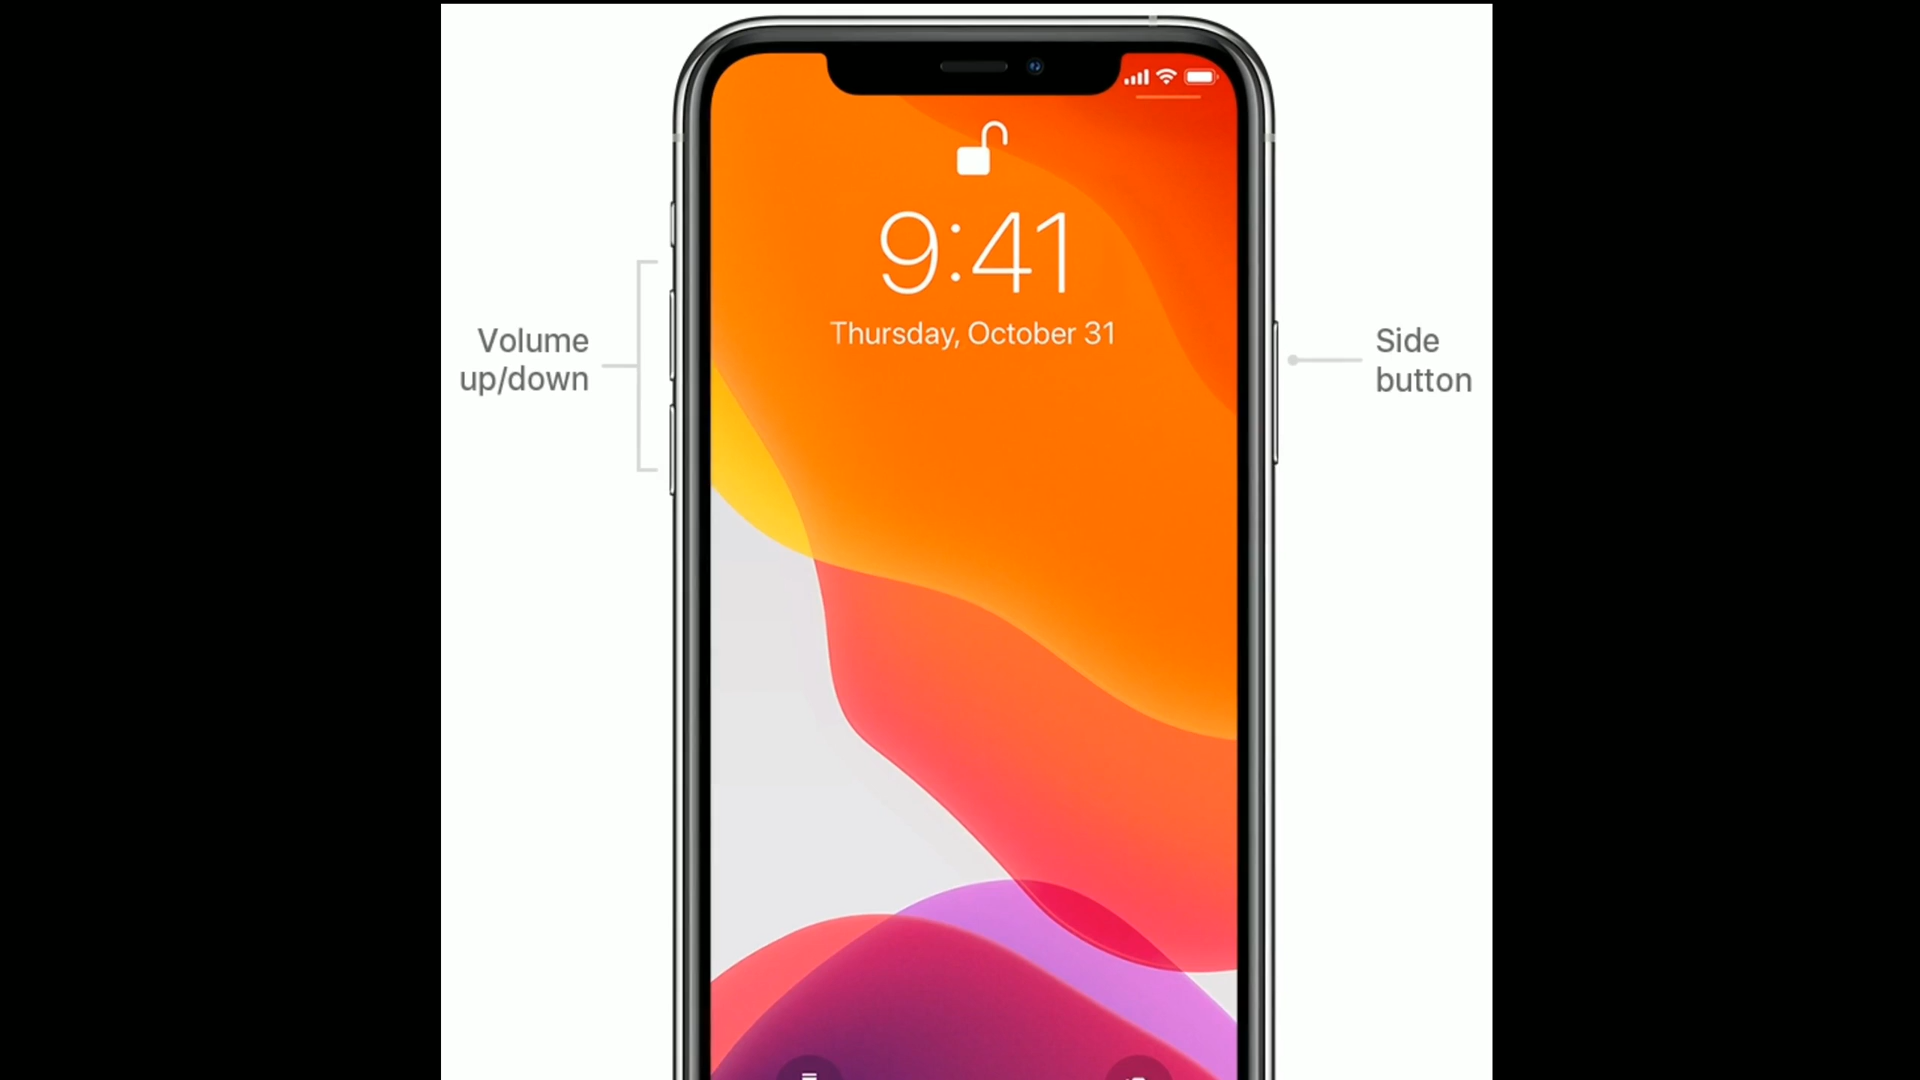 9:41
Thursday, October 31
Volume
up/down
Side
button